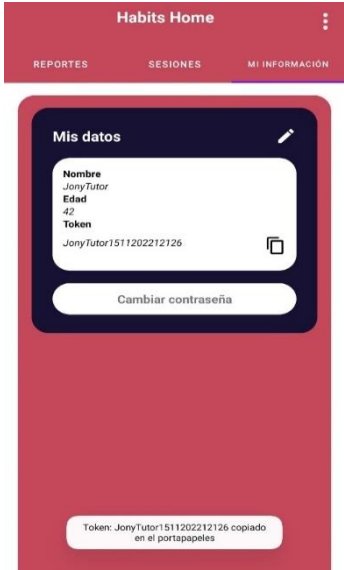 Habits Home
REPORTES SESIONES MI INFORMACIÓN
Mis datos
Nombre
JonyTutor
Edad
42
Token
JonyTutor1511202212126
Cambiar contraseña
Token: JonyTutor1511202212126 copiado
en el portapapeles